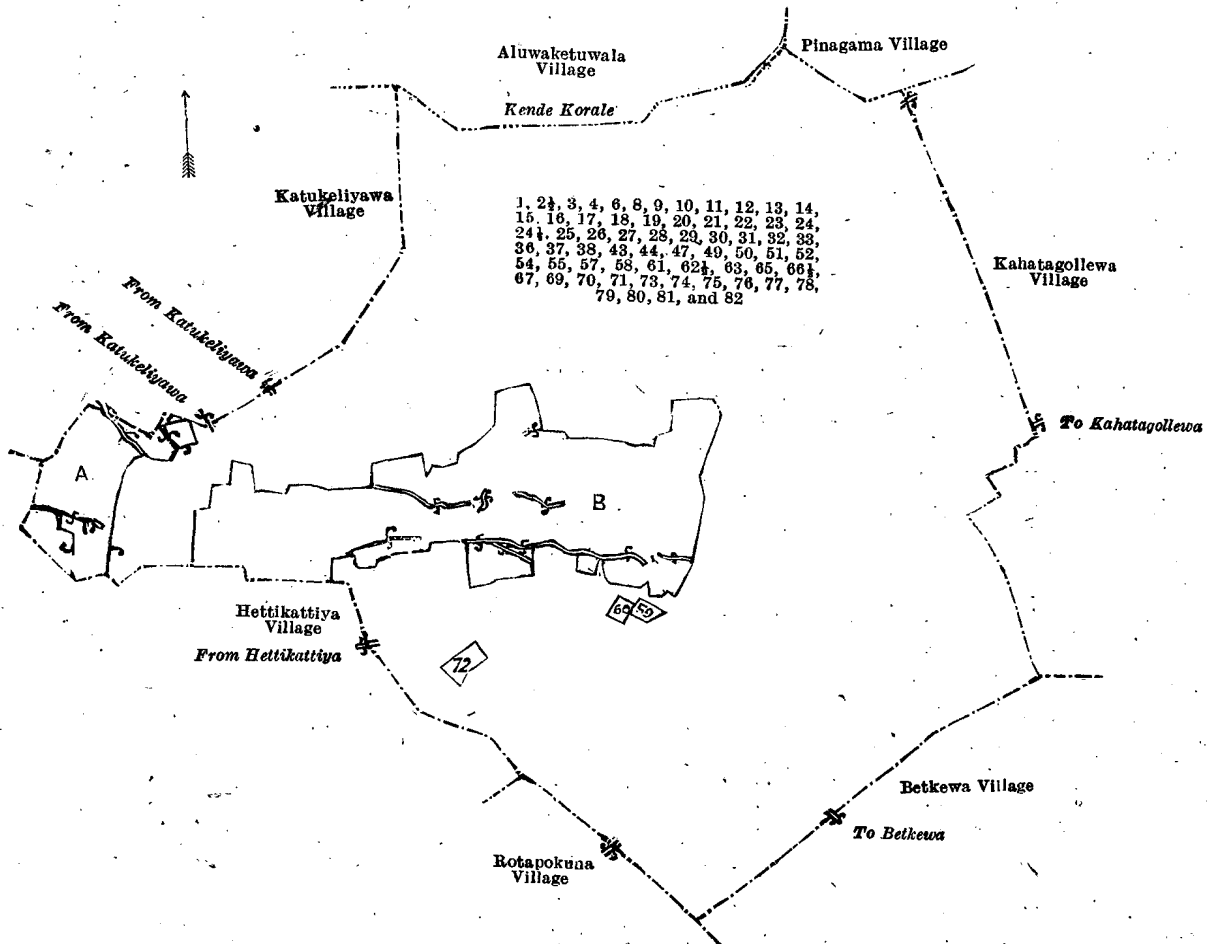 Aluwaketuwala
Village
Pinagama Village
Kende Korale
Katukeliyawa
Village
1, 2½, 3, 4, 6, 8, 9, 10, 11, 12, 13, 14,
15, 16, 17, 18, 19, 20, 21, 22, 23, 24,
24½, 25, 26, 27, 28, 29, 30, 31, 32, 33,
36, 37, 38, 43, 44, 47, 49, 50, 51, 52,
54, 55, 57, 58, 61, 62½, 63, 65, 66½,
67, 69, 70, 71, 73, 74, 75, 76, 77, 78,
79, 80, 81, and 82
Kahatagollewa
Village
From Katukeliyawa
From Katukeliyawa
To Kahatagollewa
A
B
60
59
Hettikattiya
Village
From Hettikattiya
72
Betkewa Village
To Betkewa
Rotapokuna
Village